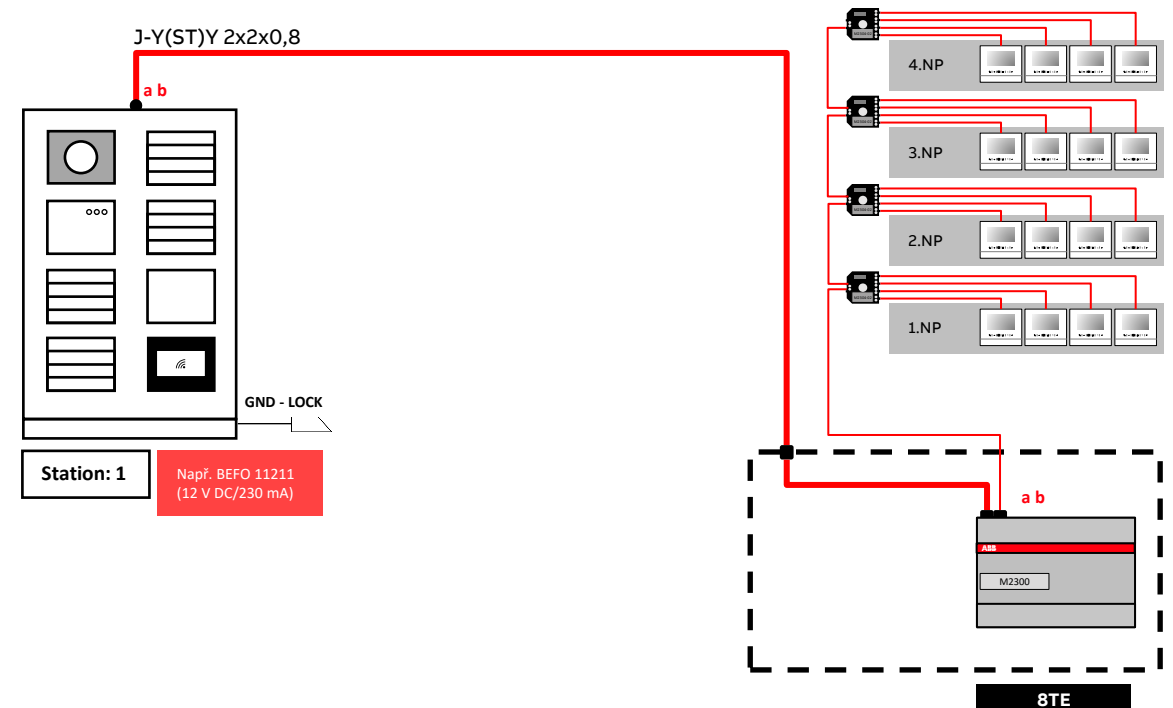 J-Y(ST)Y 2x2x0,8
a b
GND - LOCK
Station: 1
Např. BEFO 11211
(12 V DC/230 mA)
4.NP
3.NP
2.NP
1.NP
a b
ABB
M2300
8TE